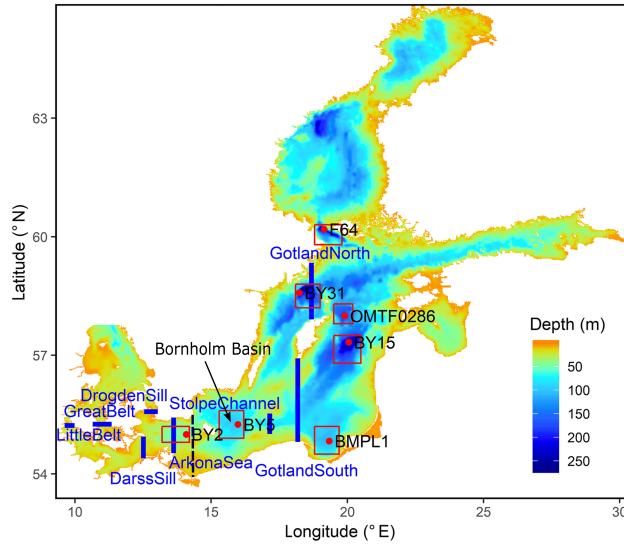 63
60
57
54
Latitude (°N)
10
15
20
25
30
Longitude (°E)
F64
GotlandNorth
BY31
OMTF0286
BY15
Bornholm Basin
DrogdenSill
StolpeChannel
GreatBelt
LittleBelt
BY2
BY5
BMPL1
ArkonaSea
DarssSill
GotlandSouth
Depth (m)
50
100
150
200
250